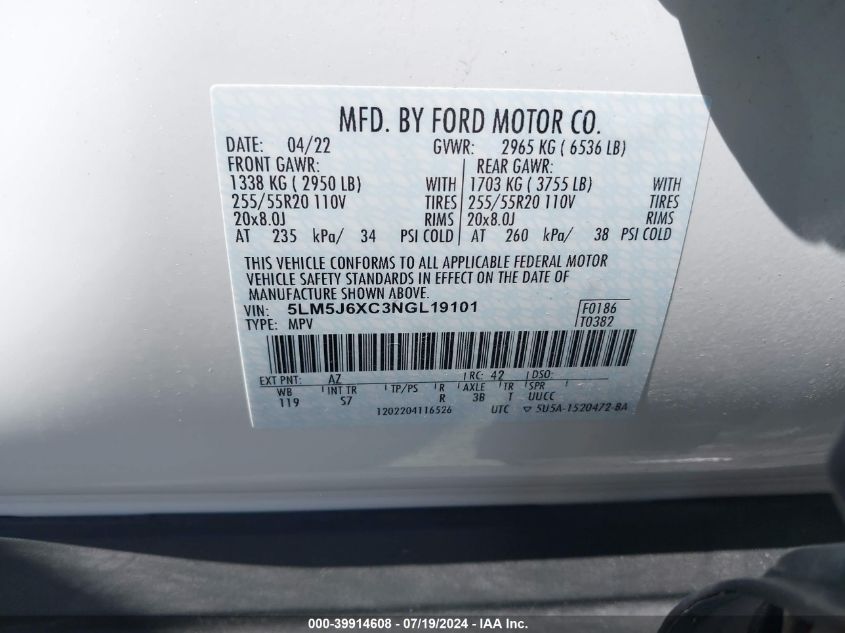 MFD. BY FORD MOTOR CO.
DATE: 04/22 GVWR: 2965 KG ( 6536 LB)
FRONT GAWR: REAR GAWR:
1338 KG ( 2950 LB) WITH 1703 KG ( 3755 LB) WITH
255/55R20 110V TIRES 255/55R20 110V TIRES
20x8.0J RIMS 20x8.0J RIMS
AT 235 kPa/ 34 PSI COLD AT 260 kPa/ 38 PSI COLD
THIS VEHICLE CONFORMS TO ALL APPLICABLE FEDERAL MOTOR
VEHICLE SAFETY STANDARDS IN EFFECT ON THE DATE OF
MANUFACTURE SHOWN ABOVE.
VIN: 5LM5J6XC3NGL19101 F0186
TYPE: MPV T0382
EXT PNT: AZ RC: 42 DSO:
WB INT TR TP/PS R AXLE TR SPR
119 S7 R 3B T UUCC
1202204116526 UTC ▽ 5U5A-1520472-BA
000-39914608 - 07/19/2024 - IAA Inc.